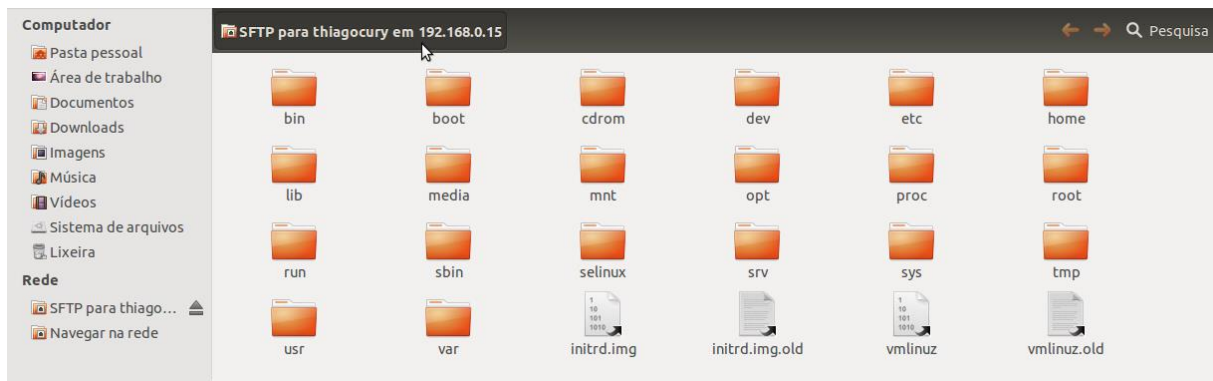 Computador
Pasta pessoal
Área de trabalho
Documentos
Downloads
Imagens
Música
Vídeos
Sistema de arquivos
Lixeira
Rede
SFTP para thiago...
Navegar na rede
SFTP para thiagocury em 192.168.0.15
Pesquisa
bin boot cdrom dev etc home
lib media mnt opt proc root
run sbin selinux srv sys tmp
usr var initrd.img initrd.img.old vmlinuz vmlinuz.old